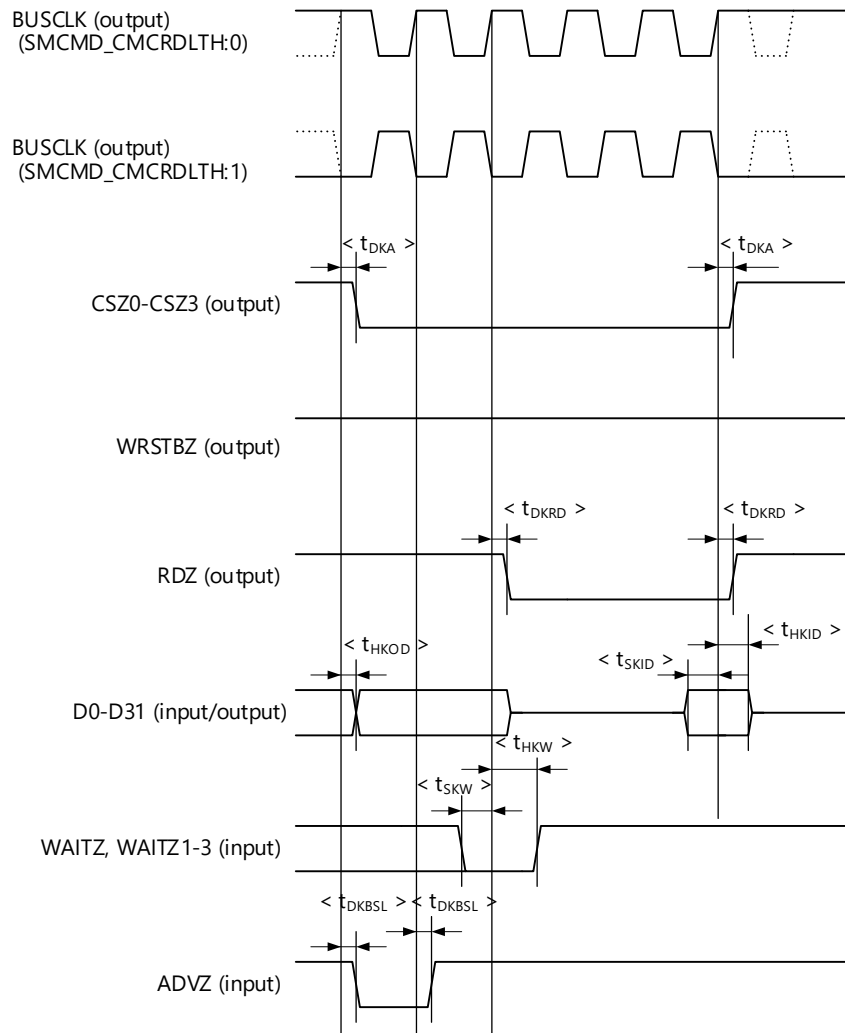 BUSCLK (output)
(SMCMD_CMCRDLTH:0)
BUSCLK (output)
(SMCMD_CMCRDLTH:1)
< tDKA >
< tDKA >
CSZ0-CSZ3 (output)
WRSTBZ (output)
< tDKRD >
< tDKRD >
RDZ (output)
< tHKOD >
< tHKID >
< tSKID >
D0-D31 (input/output)
< tHKW >
< tSKW >
WAITZ, WAITZ1-3 (input)
< tDKBSL >
< tDKBSL >
ADVZ (input)